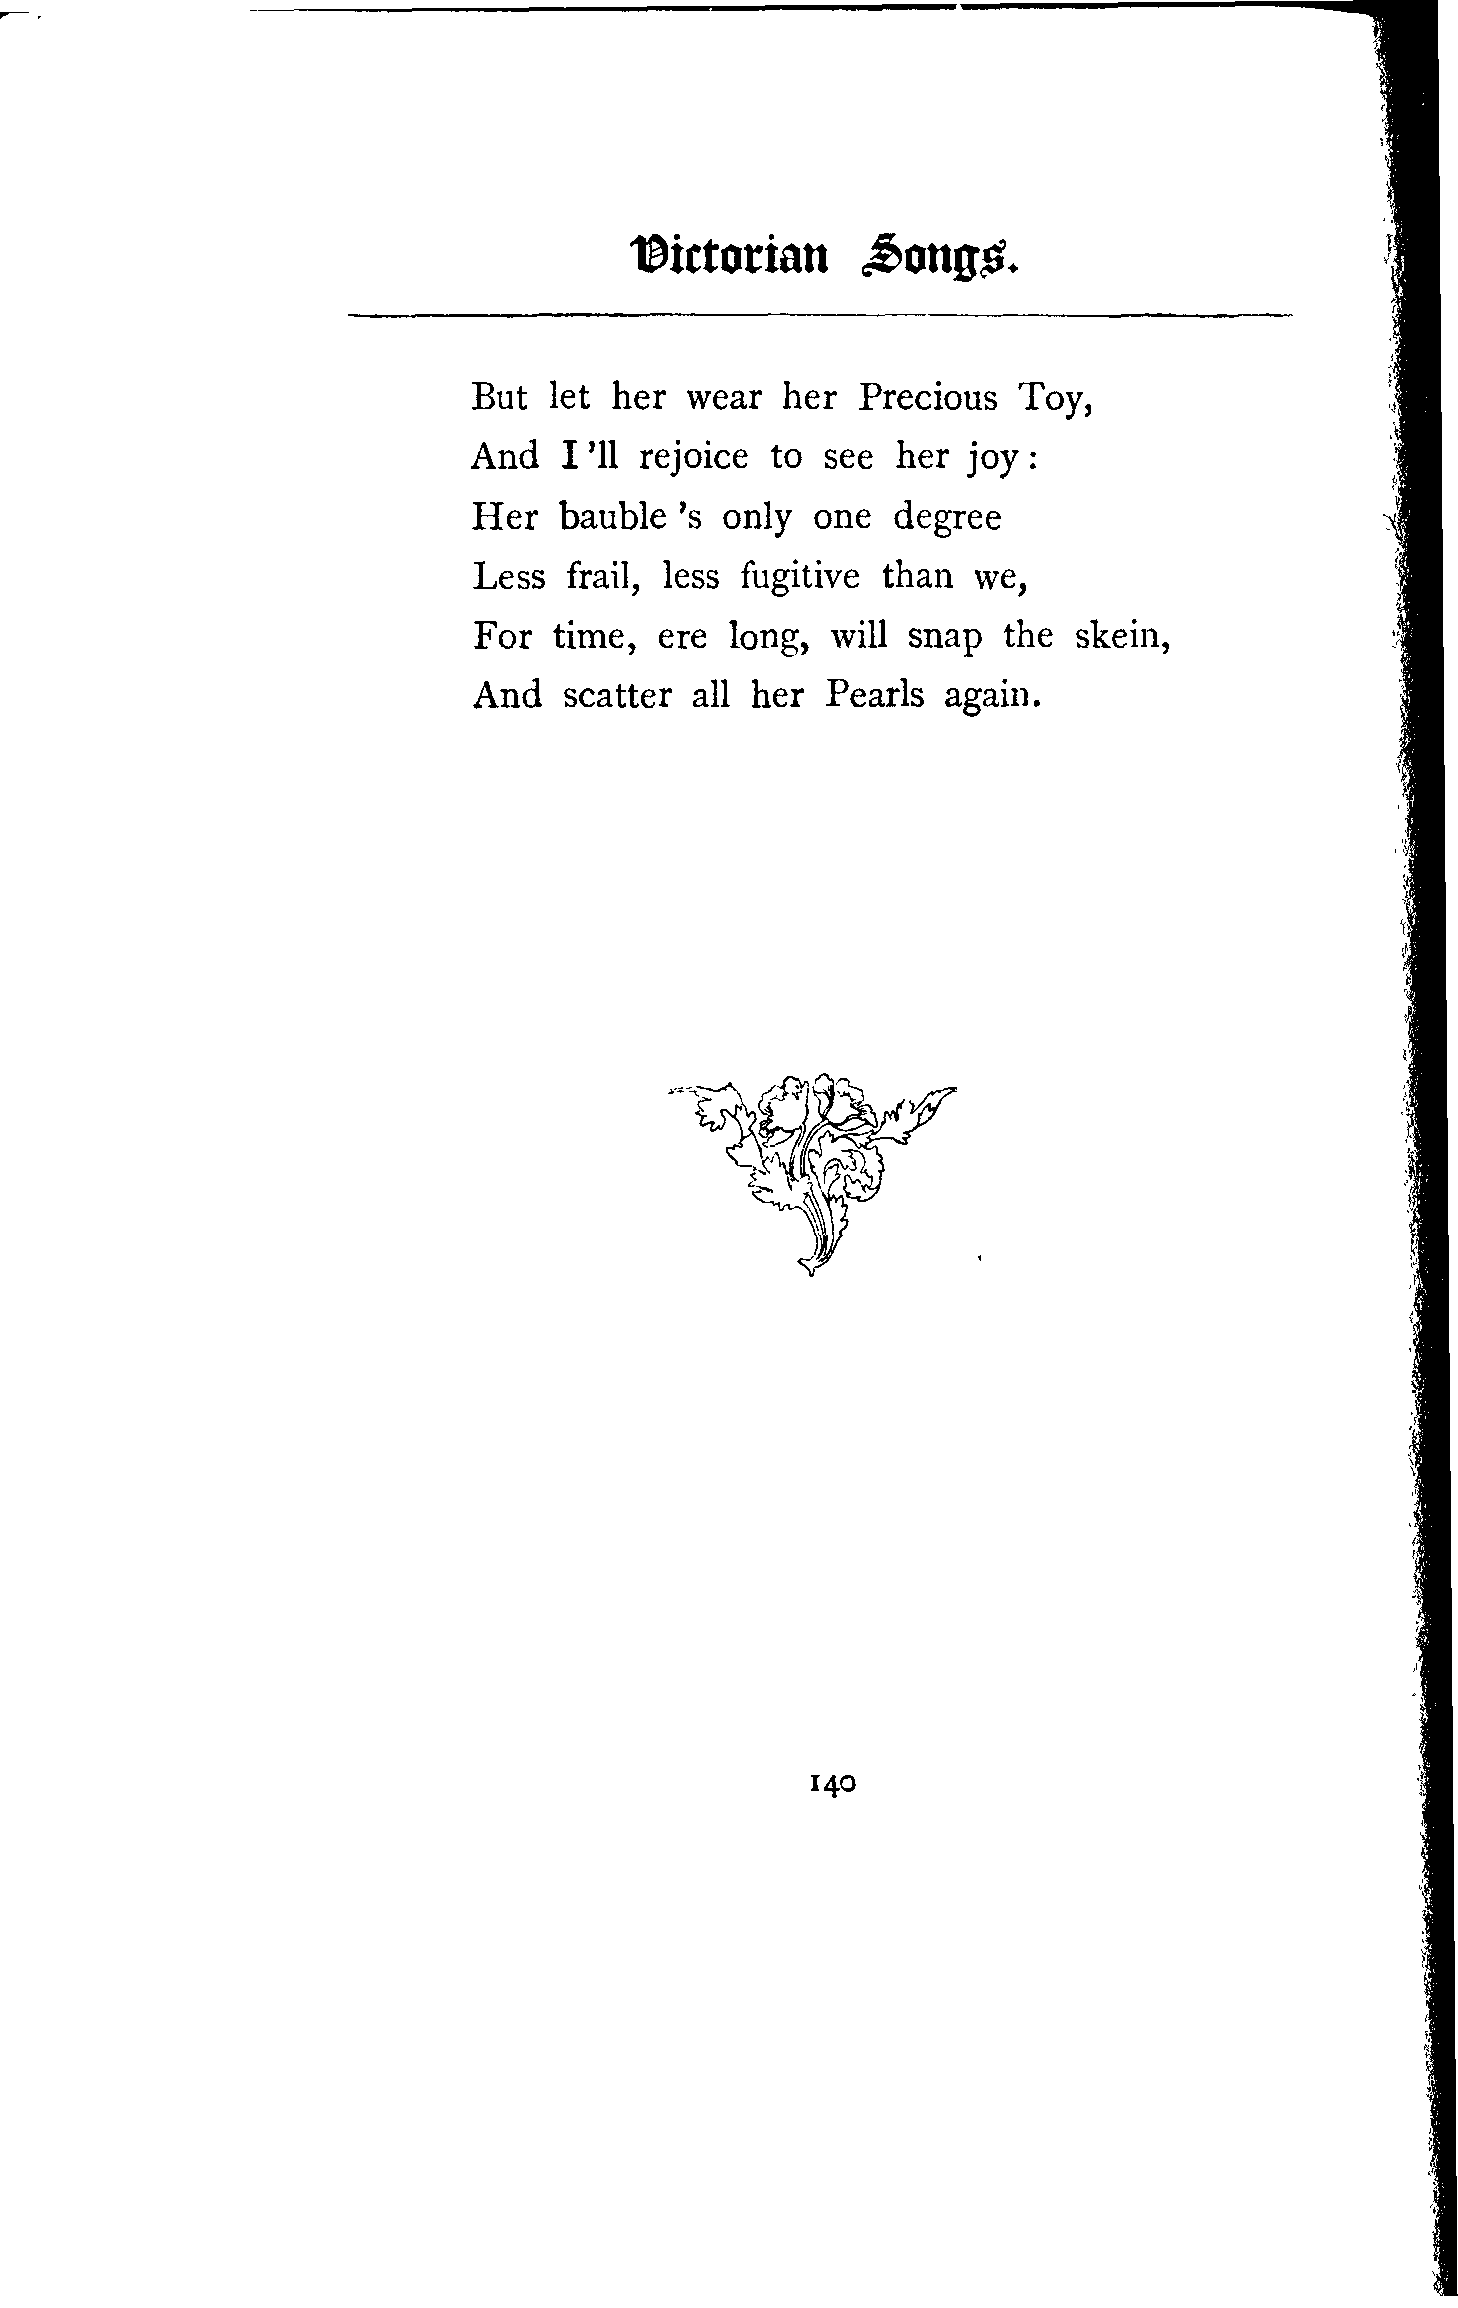 Victorian Songs.
But let her wear her Precious Toy,
And I 'll rejoice to see her joy :
Her bauble 's only one degree
Less frail, less fugitive than we,
For time, ere long, will snap the skein,
And scatter all her Pearls again.
140